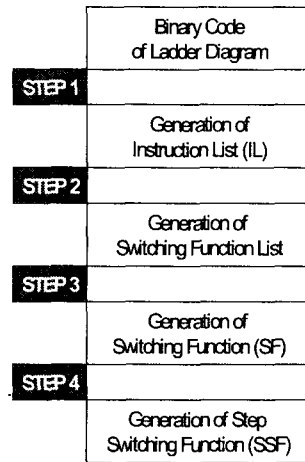 Binary Code
of Ladder Diagram
STEP 1
Generation of
Instruction List (IL)
STEP 2
Generation of
Switching Function List
STEP 3
Generation of
Switching Function (SF)
STEP 4
Generation of Step
Switching Function (SSF)